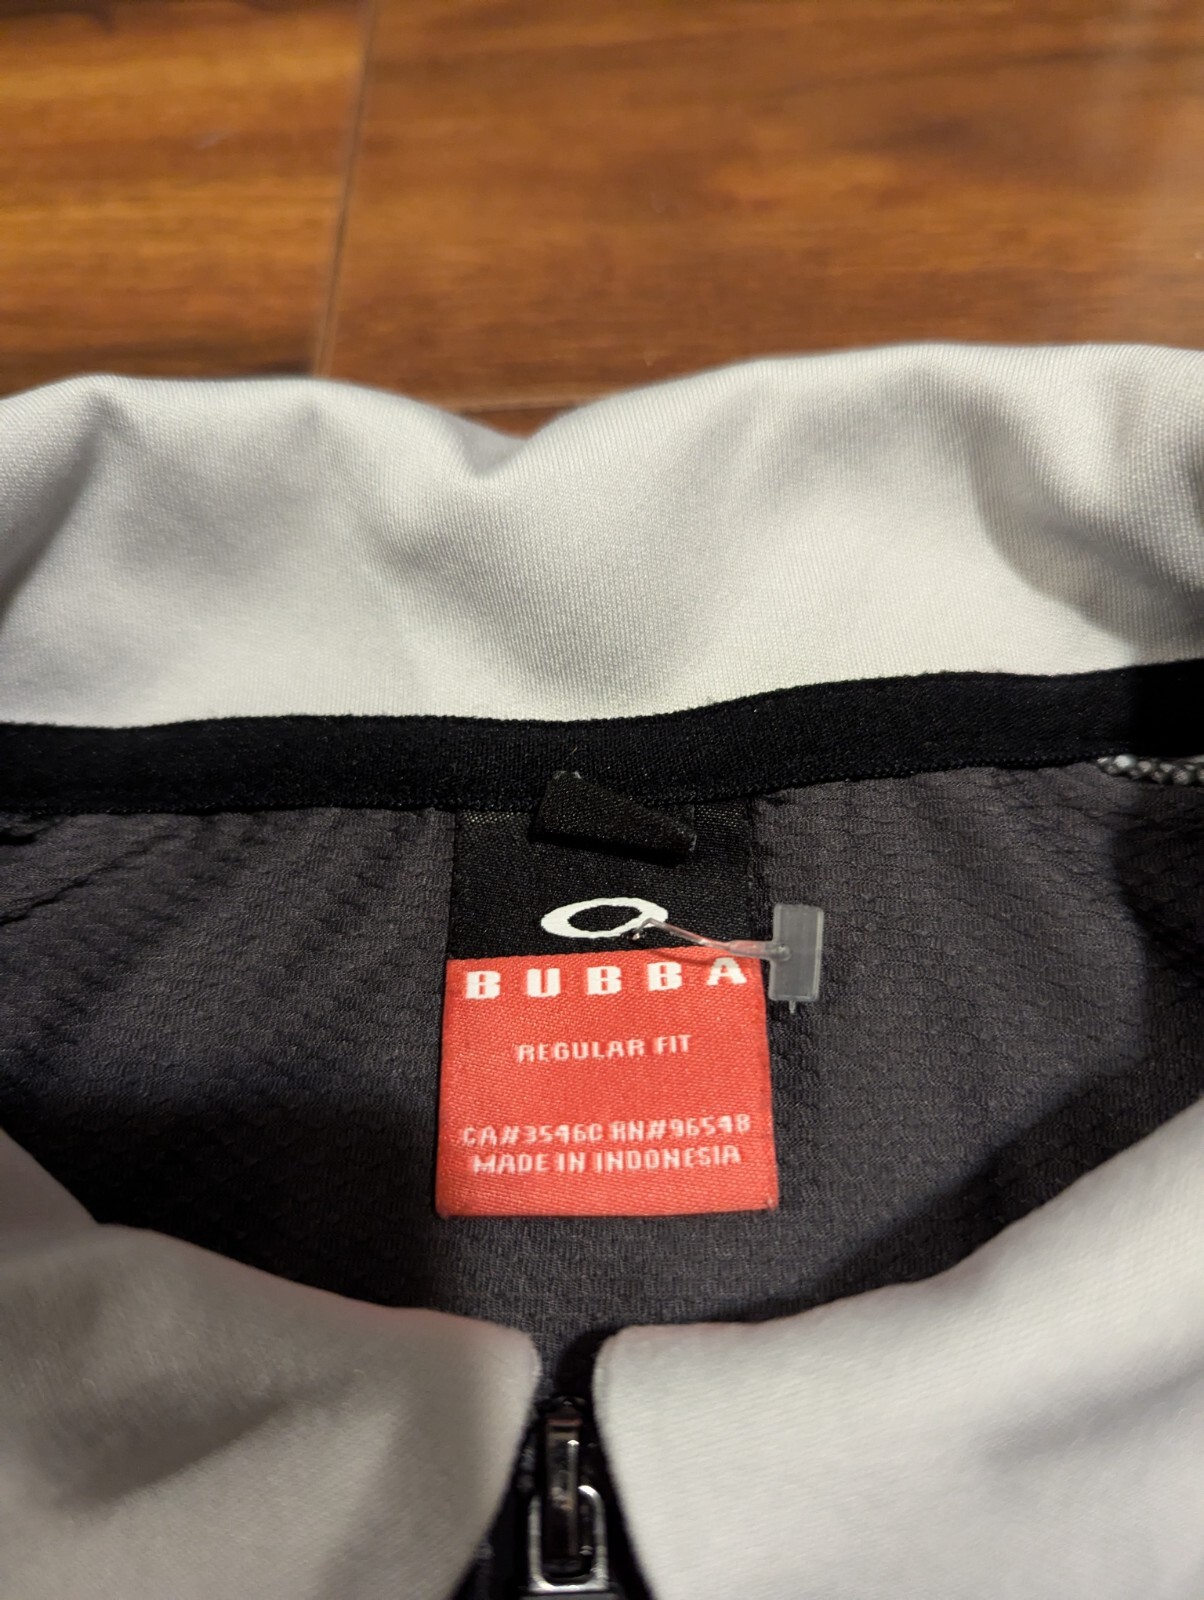 BUBBA
REGULAR FIT
CA#35460 RN#96548
MADE IN INDONESIA